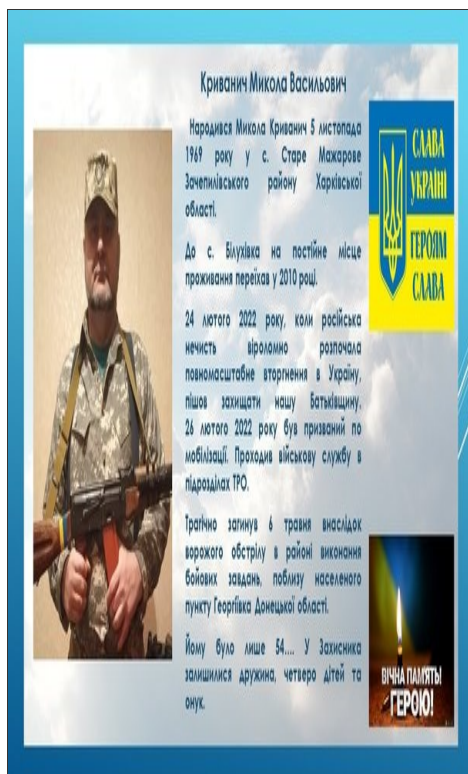 Криванич Микола Васильович
Народився Микола Криванич 5 листопада
1969 року у с. Старе Мажарове
Зачепилівського району Харківської
області.
До с. Білухівка на постійне місце
проживання переїхав у 2010 році.
24 лютого 2022 року, коли російська
нечисть віроломно розпочала
повномасштабне вторгнення в Україну,
пішов захищати нашу Батьківщину.
26 лютого 2022 року був призваний по
мобілізації. Проходив військову службу в
підрозділах ТРО.
Трагічно загинув 6 травня внаслідок
ворожого обстрілу в районі виконання
бойових завдань, поблизу населеного
пункту Георгіївка Донецької області.
Йому було лише 54.... У Захисника
залишилися дружина, четверо дітей та
онук.
СЛАВА
УКРАЇНІ
ГЕРОЯМ
СЛАВА
ВІЧНА ПАМ'ЯТЬ!
ГЕРОЮ!